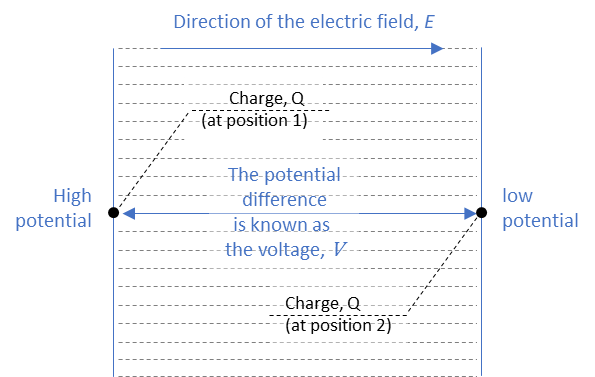 Direction of the electric field, E
Charge, Q
(at position 1)
The potential
difference
is known as
the voltage, V
High
potential
low
potential
Charge, Q
(at position 2)